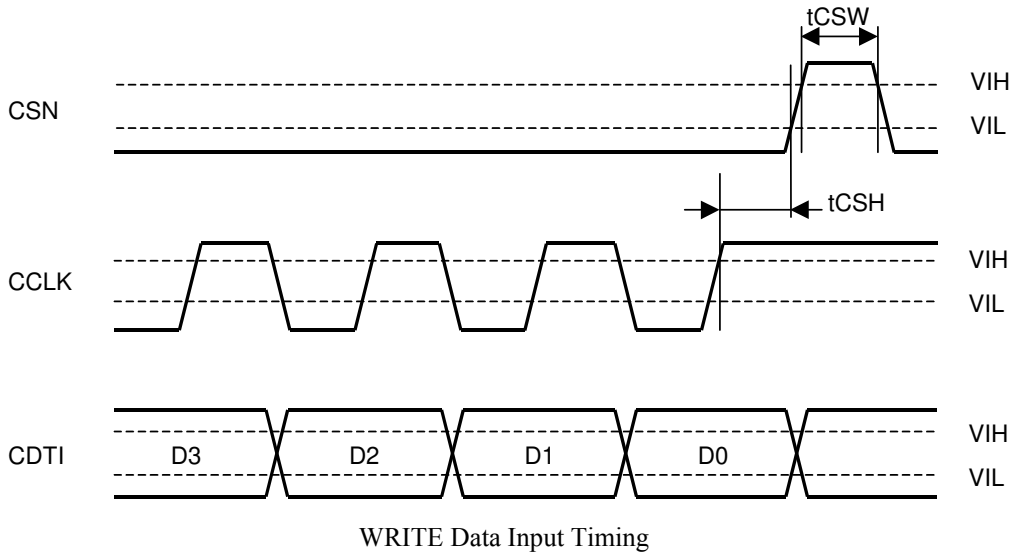 tCSW
VIH
CSN
VIL
tCSH
VIH
CCLK
VIL
VIH
CDTI D3 D2 D1 D0
VIL
WRITE Data Input Timing